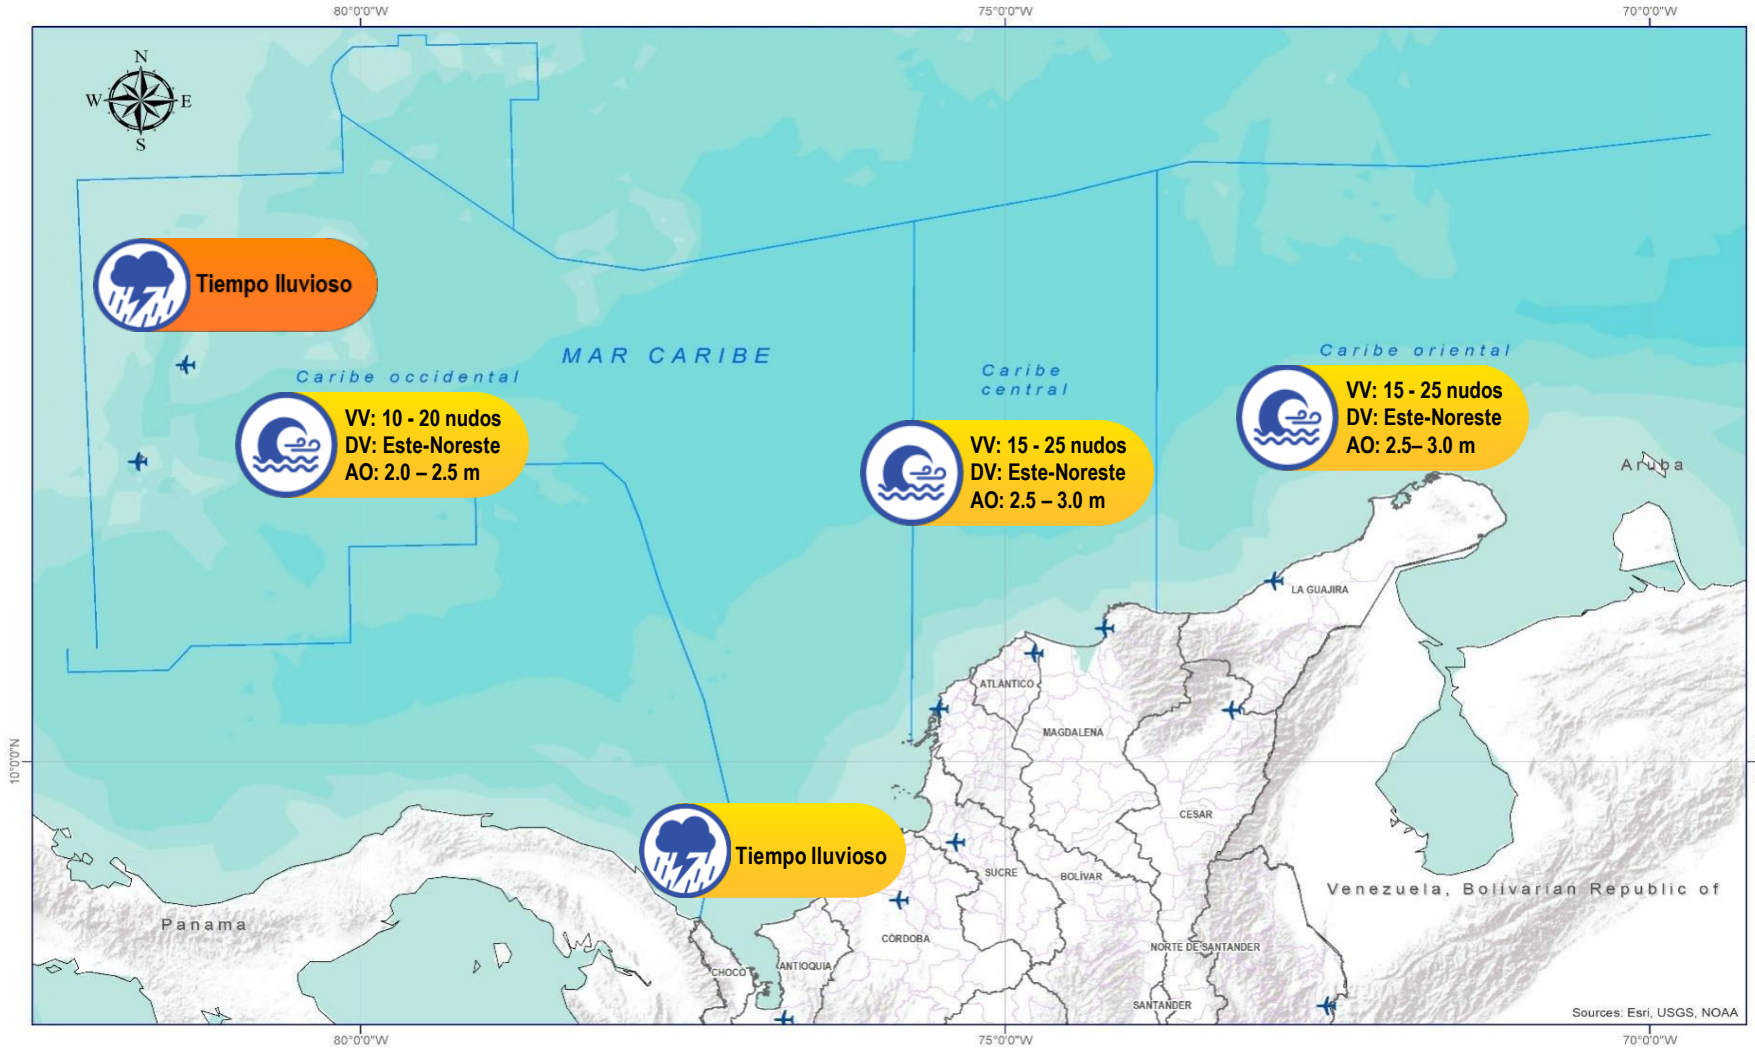 80°0'0"W
75°0'0"W
70°0'0"W
N
W
E
S
Tiempo lluvioso
MAR CARIBE
Caribe occidental
VV: 10 - 20 nudos
DV: Este-Noreste
AO: 2.0 – 2.5 m
Caribe
central
VV: 15 - 25 nudos
DV: Este-Noreste
AO: 2.5 – 3.0 m
Caribe oriental
VV: 15 - 25 nudos
DV: Este-Noreste
AO: 2.5– 3.0 m
Aruba
LA GUAJIRA
ATLÁNTICO
MAGDALENA
10°0'0"N
CESAR
Tiempo lluvioso
SUCRE
BOLÍVAR
Venezuela, Bolivarian Republic of
Panama
CÓRDOBA
NORTE DE SANTANDER
CHOCÓ
ANTIOQUIA
SANTANDER
Sources: Esri, USGS, NOAA
80°0'0"W
75°0'0"W
70°0'0"W